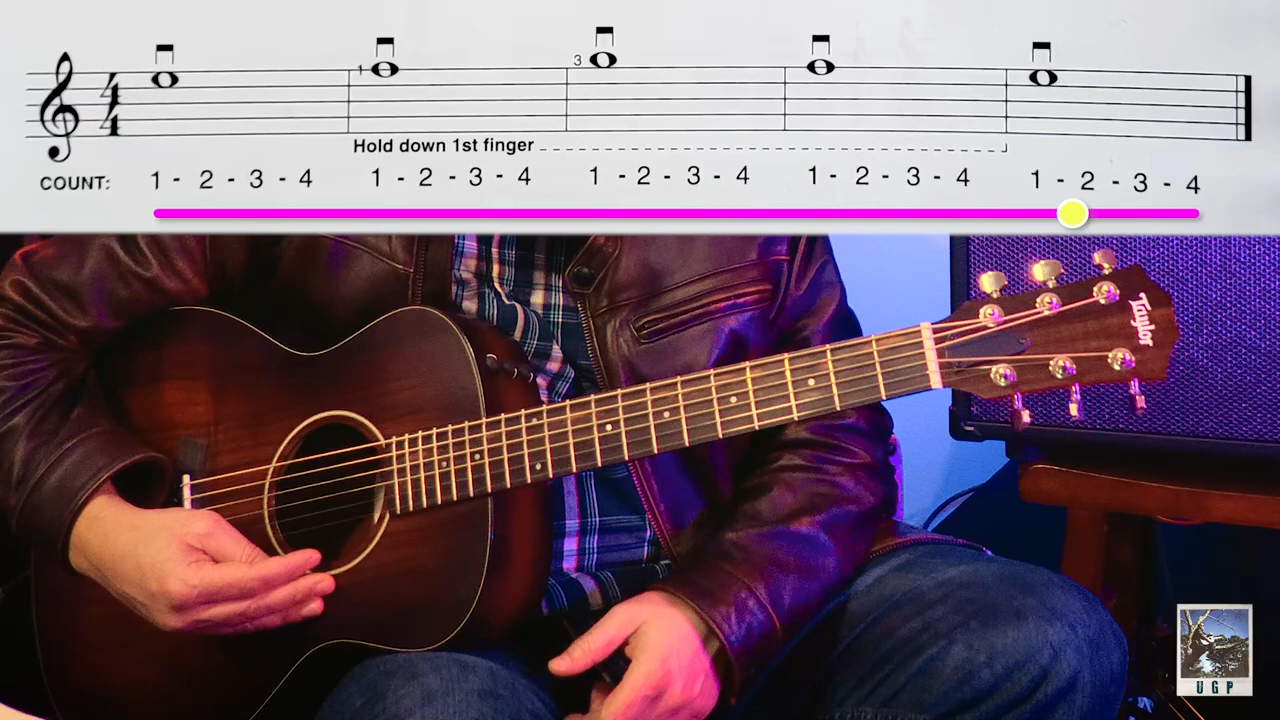 4
4
1
3
Hold down 1st finger
COUNT: 1 - 2 - 3 - 4 1 - 2 - 3 - 4 1 - 2 - 3 - 4 1 - 2 - 3 - 4 1 - 2 - 3 - 4
Taylor
UGP